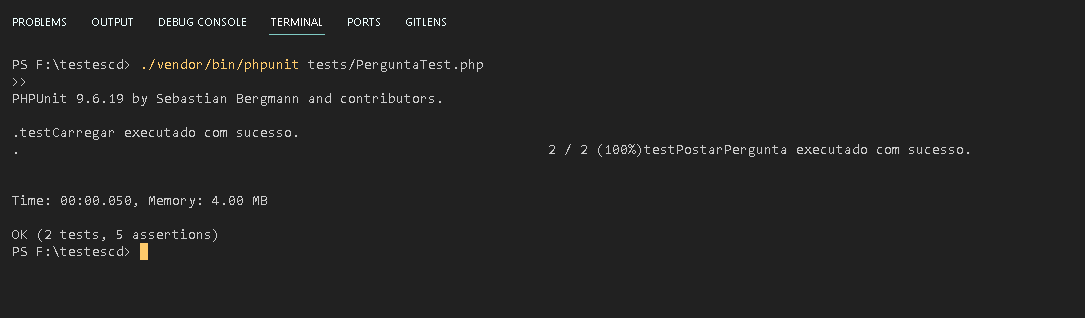 PROBLEMS OUTPUT DEBUG CONSOLE TERMINAL PORTS GITLENS
PS F:\testescd> ./vendor/bin/phpunit tests/PerguntaTest.php
>>
PHPUnit 9.6.19 by Sebastian Bergmann and contributors.
.testCarregar executado com sucesso.
. 2 / 2 (100%)testPostarPergunta executado com sucesso.
Time: 00:00.050, Memory: 4.00 MB
OK (2 tests, 5 assertions)
PS F:\testescd>